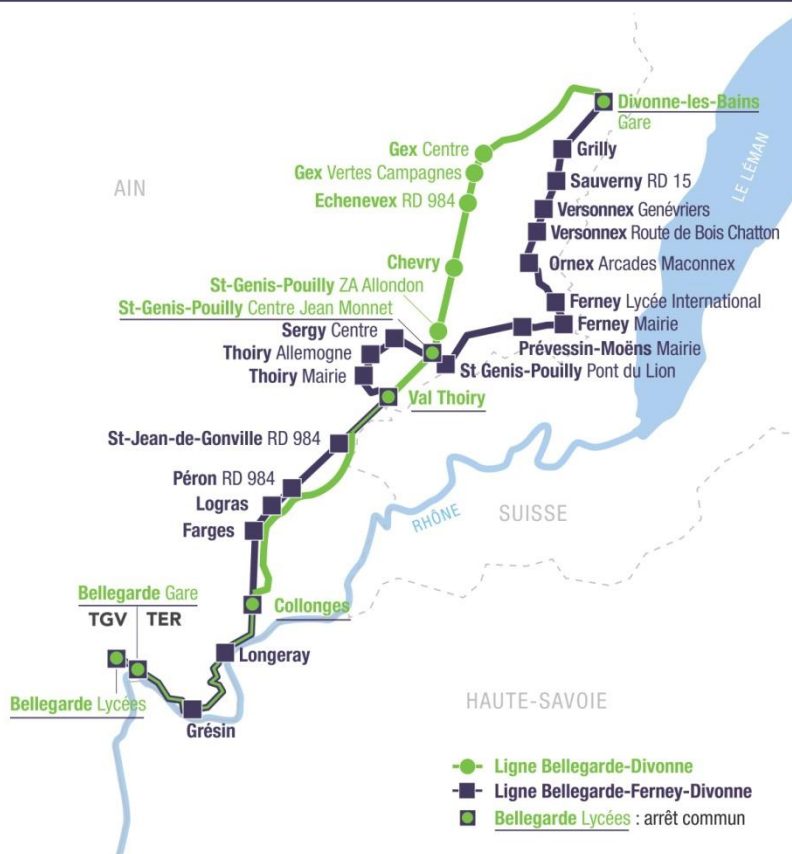 Divonne-les-Bains
Gare
Gex Centre
Grilly
Gex Vertes Campagnes
Sauverny RD 15
AIN
LE LÉMAN
Echenevex RD 984
Versonnex Genévriers
Versonnex Route de Bois Chatton
Chevry
Ornex Arcades Maconnex
St-Genis-Pouilly ZA Allondon
St-Genis-Pouilly Centre Jean Monnet
Ferney Lycée International
Sergy Centre
Ferney Mairie
Thoiry Allemogne
Prévessin-Moëns Mairie
Thoiry Mairie
St Genis-Pouilly Pont du Lion
Val Thoiry
St-Jean-de-Gonville RD 984
Péron RD 984
Logras
RHÔNE
SUISSE
Farges
Bellegarde Gare
TGV TER
Collonges
Longeray
Bellegarde Lycées
Grésin
HAUTE-SAVOIE
Ligne Bellegarde-Divonne
Ligne Bellegarde-Ferney-Divonne
Bellegarde Lycées : arrêt commun